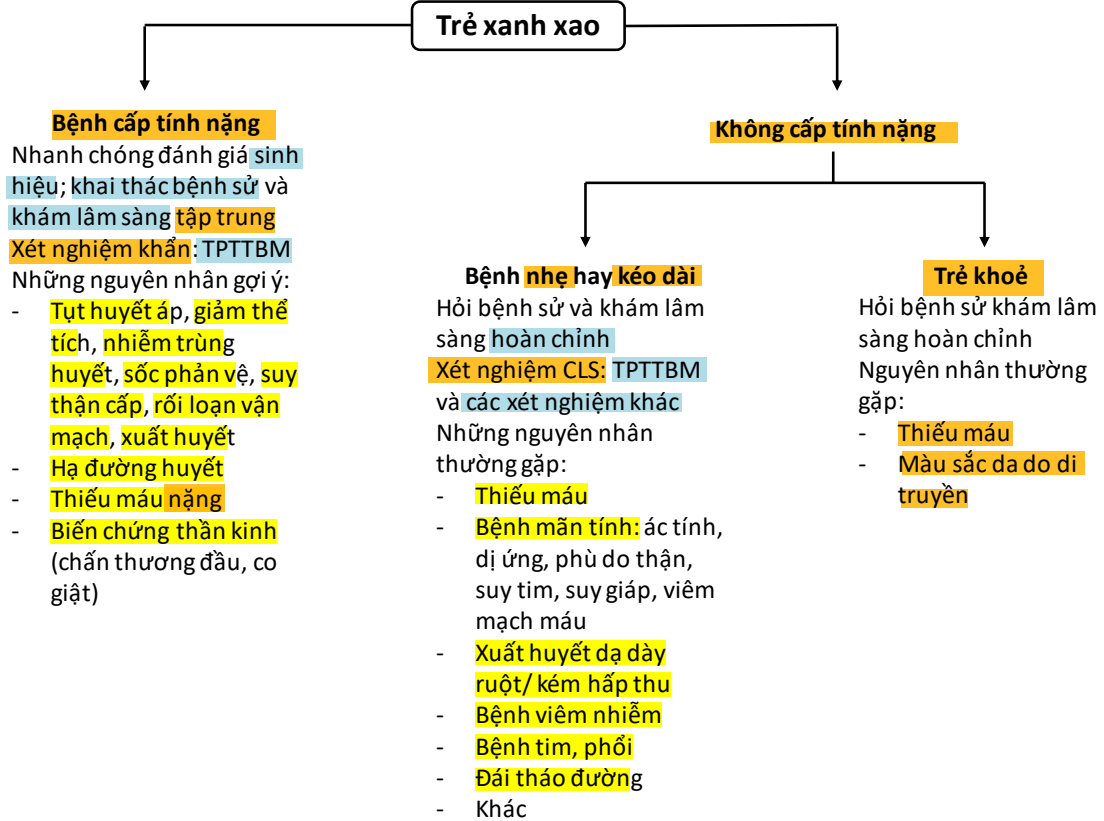 Trẻ xanh xao
Bệnh cấp tính nặng
Nhanh chóng đánh giá sinh
hiệu; khai thác bệnh sử và
khám lâm sàng tập trung
Xét nghiệm khẩn: TPTTBM
Những nguyên nhân gợi ý:
- Tụt huyết áp, giảm thể
tích, nhiễm trùng
huyết, sốc phản vệ, suy
thận cấp, rối loạn vận
mạch, xuất huyết
- Hạ đường huyết
- Thiếu máu nặng
- Biến chứng thần kinh
(chấn thương đầu, co
giật)
Không cấp tính nặng
Bệnh nhẹ hay kéo dài
Hỏi bệnh sử và khám lâm
sàng hoàn chỉnh
Xét nghiệm CLS: TPTTBM
và các xét nghiệm khác
Những nguyên nhân
thường gặp:
- Thiếu máu
- Bệnh mãn tính: ác tính,
dị ứng, phù do thận,
suy tim, suy giáp, viêm
mạch máu
- Xuất huyết dạ dày
ruột/ kém hấp thu
- Bệnh viêm nhiễm
- Bệnh tim, phổi
- Đái tháo đường
- Khác
Trẻ khoẻ
Hỏi bệnh sử khám lâm
sàng hoàn chỉnh
Nguyên nhân thường
gặp:
- Thiếu máu
- Màu sắc da do di
truyền